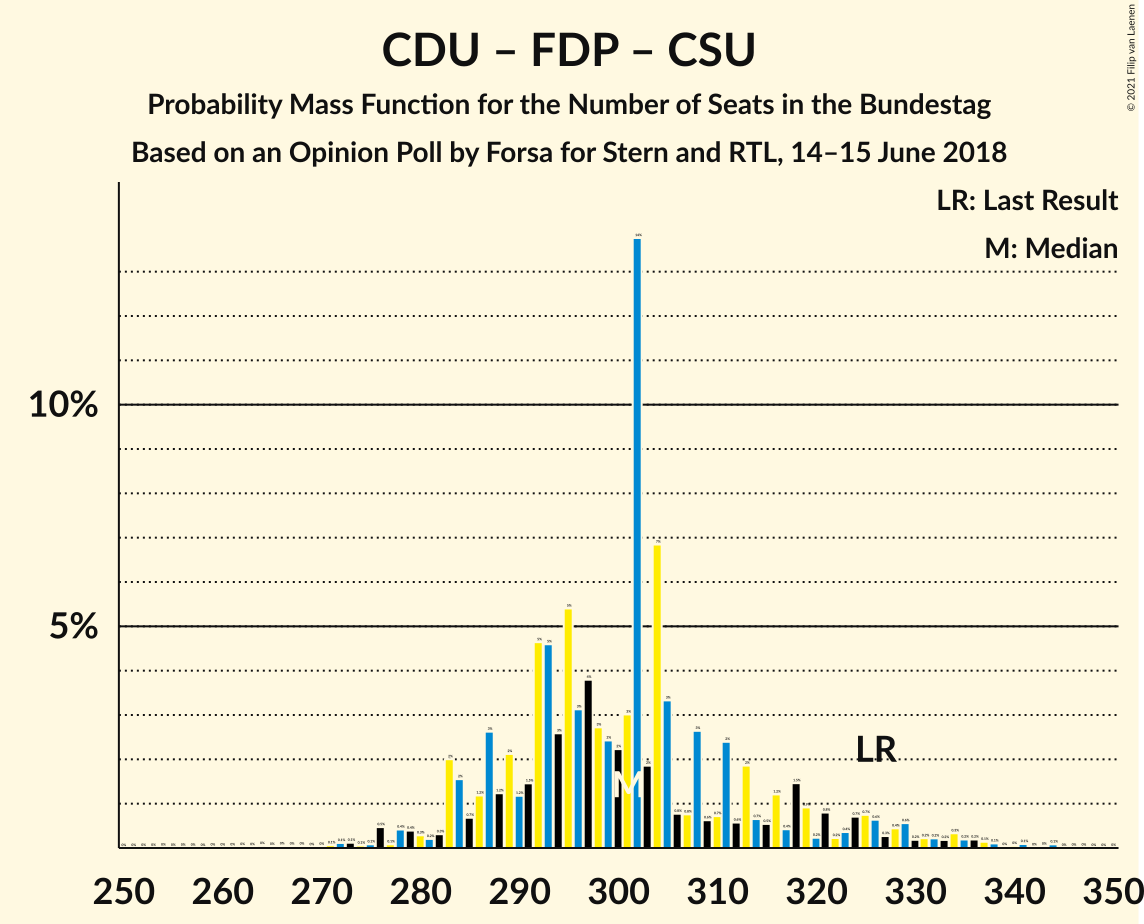 CDU – FDP – CSU
Probability Mass Function for the Number of Seats in the Bundestag
Based on an Opinion Poll by Forsa for Stern and RTL, 14–15 June 2018
© 2021 Filip van Laenen
LR: Last Result
M: Median
10%
5%
LR
M
250 260 270 280 290 300 310 320 330 340 350